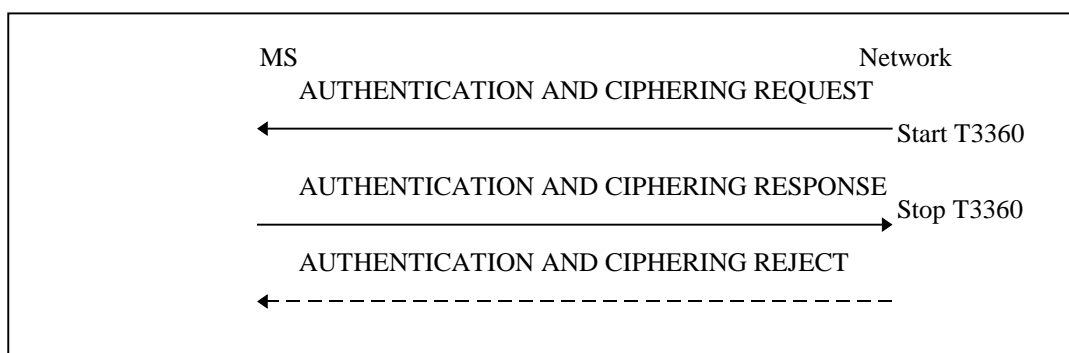 MS Network
AUTHENTICATION AND CIPHERING REQUEST
Start T3360
AUTHENTICATION AND CIPHERING RESPONSE
Stop T3360
AUTHENTICATION AND CIPHERING REJECT